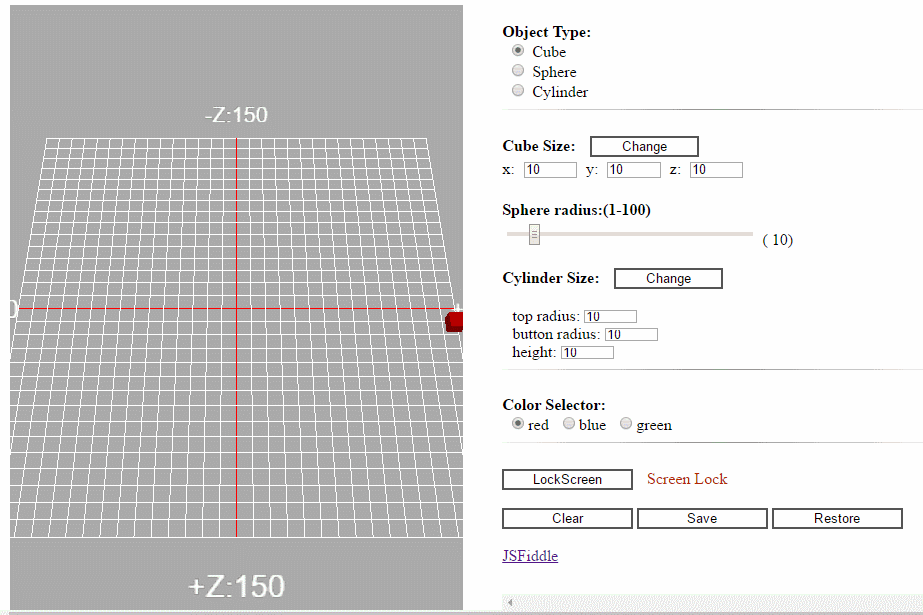 -Z:150
+Z:150
Object Type:
Cube
Sphere
Cylinder
Cube Size: Change
x: 10 y: 10 z: 10
Sphere radius:(1-100)
( 10)
Cylinder Size: Change
top radius: 10
button radius: 10
height: 10
Color Selector:
red blue green
LockScreen Screen Lock
Clear Save Restore
JSFiddle